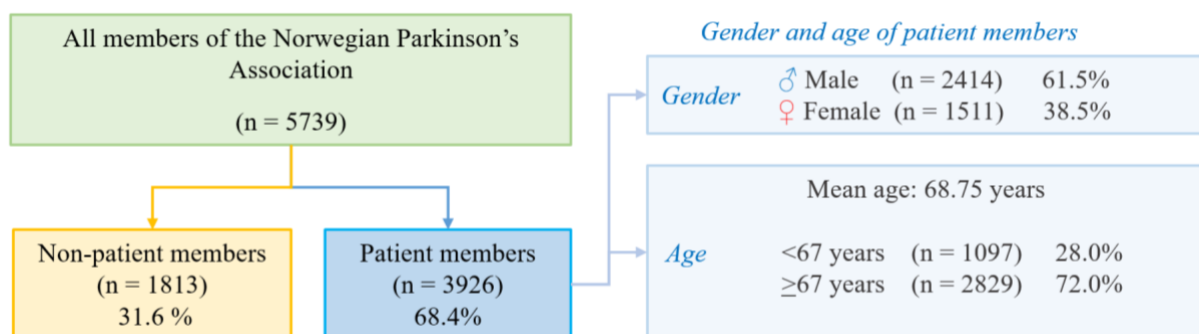 All members of the Norwegian Parkinson's
Association
(n = 5739)
Non-patient members
(n = 1813)
31.6 %
Patient members
(n = 3926)
68.4%
Gender and age of patient members
Gender
♂ Male (n = 2414) 61.5%
♀ Female (n = 1511) 38.5%
Mean age: 68.75 years
Age
<67 years (n = 1097) 28.0%
≥67 years (n = 2829) 72.0%